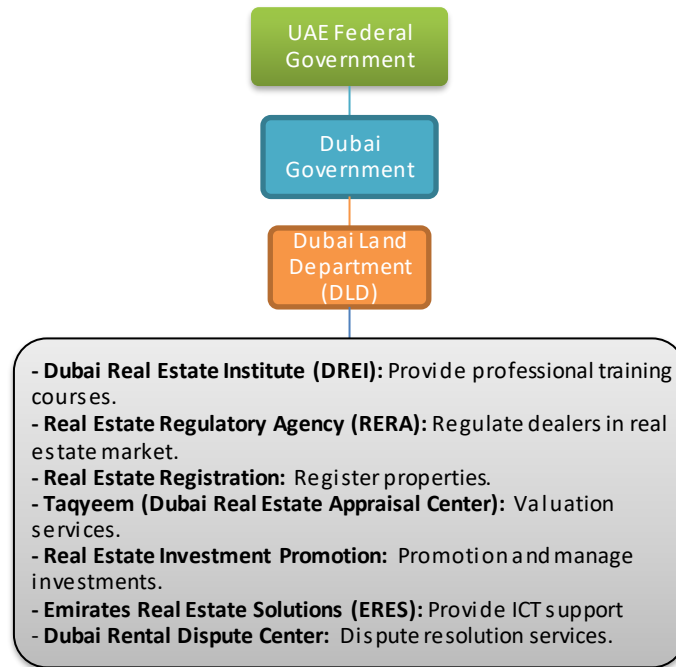 UAE Federal
Government
Dubai
Government
Dubai Land
Department
(DLD)
- Dubai Real Estate Institute (DREI): Provide professional training
courses.
- Real Estate Regulatory Agency (RERA): Regulate dealers in real
estate market.
- Real Estate Registration: Register properties.
- Taqyeem (Dubai Real Estate Appraisal Center): Valuation
services.
- Real Estate Investment Promotion: Promotion and manage
investments.
- Emirates Real Estate Solutions (ERES): Provide ICT support
- Dubai Rental Dispute Center: Dispute resolution services.